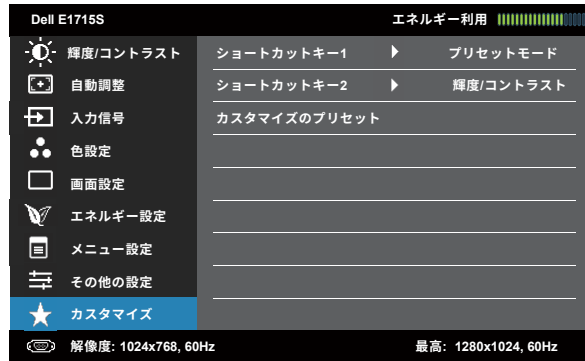 Dell E1715S エネルギー利用
輝度/コントラスト ショートカットキー1 プリセットモード
自動調整 ショートカットキー2 輝度/コントラスト
入力信号 カスタマイズのプリセット
色設定
画面設定
エネルギー設定
メニュー設定
その他の設定
カスタマイズ
解像度: 1024x768, 60Hz 最高: 1280x1024, 60Hz